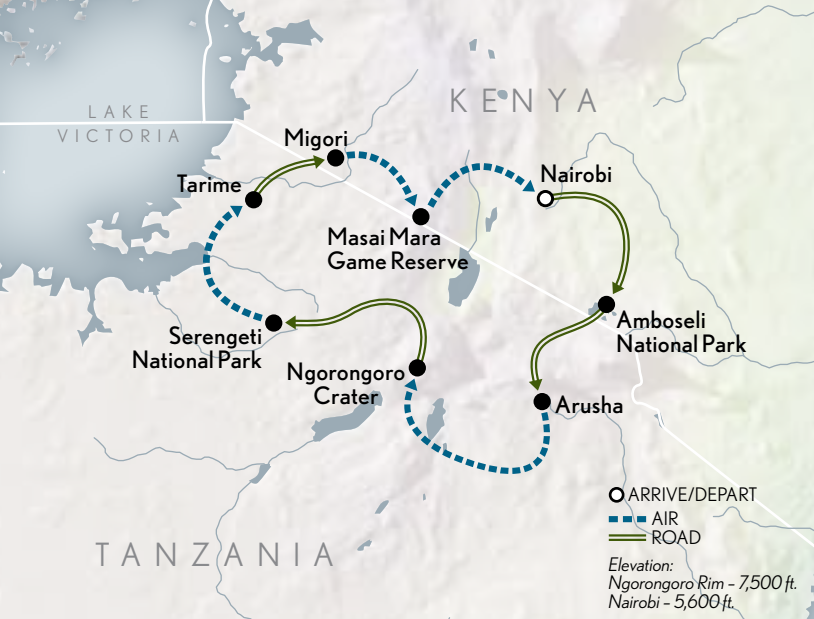 LAKE
VICTORIA
KENYA
Migori
Tarime
Nairobi
Masai Mara
Game Reserve
Serengeti
National Park
Amboseli
National Park
Ngorongoro
Crater
Arusha
TANZANIA
ARRIVE/DEPART
AIR
ROAD
Elevation:
Ngorongoro Rim – 7,500 ft.
Nairobi – 5,600 ft.